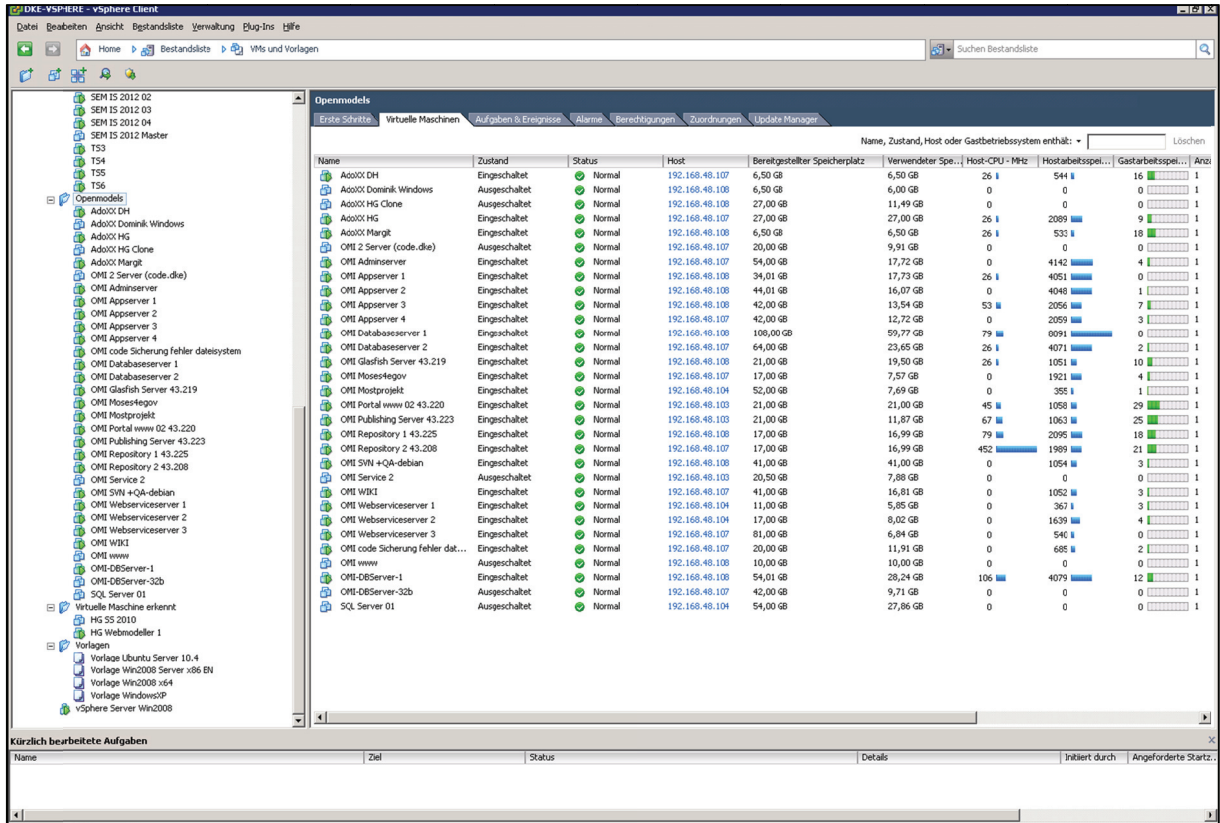 DKE-VSPHERE - vSphere Client
Datei Bearbeiten Ansicht Bestandsliste Verwaltung Plug-Ins Hilfe
Home Bestandsliste VMs und Vorlagen Suchen Bestandsliste
SEM IS 2012 02
SEM IS 2012 03
SEM IS 2012 04
SEM IS 2012 Master
TS3
TS4
TS5
TS6
Openmodels
AdoXX DH
AdoXX Dominik Windows
AdoXX HG
AdoXX HG Clone
AdoXX Margit
OMI 2 Server (code.dke)
OMI Adminserver
OMI Appserver 1
OMI Appserver 2
OMI Appserver 3
OMI Appserver 4
OMI code Sicherung fehler dateisystem
OMI Databaseserver 1
OMI Databaseserver 2
OMI Glasfish Server 43.219
OMI Moses4egov
OMI Mostprojekt
OMI Portal www 02 43.220
OMI Publishing Server 43.223
OMI Repository 1 43.225
OMI Repository 2 43.208
OMI Service 2
OMI SVN +QA-debian
OMI Webserviceserver 1
OMI Webserviceserver 2
OMI Webserviceserver 3
OMI WIKI
OMI www
OMI-DBServer-1
OMI-DBServer-32b
SQL Server 01
Virtuelle Maschine erkennt
HG SS 2010
HG Webmodeller 1
Vorlagen
Vorlage Ubuntu Server 10.4
Vorlage Win2008 Server x86 EN
Vorlage Win2008 x64
Vorlage WindowsXP
vSphere Server Win2008
Openmodels
Erste Schritte Virtuelle Maschinen Aufgaben & Ereignisse Alarme Berechtigungen Zuordnungen Update Manager
Name, Zustand, Host oder Gastbetriebssystem enthält: Löschen
Name Zustand Status Host Bereitgestellter Speicherplatz Verwendeter Spe... Host-CPU - MHz Hostarbeitsspei... Gastarbeitsspei... Anza
AdoXX DH Eingeschaltet Normal 192.168.48.107 6,50 GB 6,50 GB 26 544 16 1
AdoXX Dominik Windows Ausgeschaltet Normal 192.168.48.108 6,50 GB 6,00 GB 0 0 0 1
AdoXX HG Clone Ausgeschaltet Normal 192.168.48.108 27,00 GB 11,49 GB 0 0 0 1
AdoXX HG Eingeschaltet Normal 192.168.48.107 27,00 GB 27,00 GB 26 2089 9 1
AdoXX Margit Eingeschaltet Normal 192.168.48.108 6,50 GB 6,50 GB 26 533 18 1
OMI 2 Server (code.dke) Ausgeschaltet Normal 192.168.48.107 20,00 GB 9,91 GB 0 0 0 1
OMI Adminserver Eingeschaltet Normal 192.168.48.107 54,00 GB 17,72 GB 0 4142 4 1
OMI Appserver 1 Eingeschaltet Normal 192.168.48.108 34,01 GB 17,73 GB 26 4051 0 1
OMI Appserver 2 Eingeschaltet Normal 192.168.48.108 44,01 GB 16,07 GB 0 4048 1 1
OMI Appserver 3 Eingeschaltet Normal 192.168.48.108 42,00 GB 13,54 GB 53 2056 7 1
OMI Appserver 4 Eingeschaltet Normal 192.168.48.107 42,00 GB 12,72 GB 0 2059 3 1
OMI Databaseserver 1 Eingeschaltet Normal 192.168.48.108 108,00 GB 59,77 GB 79 8091 0 1
OMI Databaseserver 2 Eingeschaltet Normal 192.168.48.107 64,00 GB 23,65 GB 26 4071 2 1
OMI Glasfish Server 43.219 Eingeschaltet Normal 192.168.48.108 21,00 GB 19,50 GB 26 1051 10 1
OMI Moses4egov Eingeschaltet Normal 192.168.48.107 17,00 GB 7,57 GB 0 1921 4 1
OMI Mostprojekt Eingeschaltet Normal 192.168.48.104 52,00 GB 7,69 GB 0 355 1 1
OMI Portal www 02 43.220 Eingeschaltet Normal 192.168.48.103 21,00 GB 21,00 GB 45 1058 29 1
OMI Publishing Server 43.223 Eingeschaltet Normal 192.168.48.103 21,00 GB 11,87 GB 67 1063 25 1
OMI Repository 1 43.225 Eingeschaltet Normal 192.168.48.108 17,00 GB 16,99 GB 79 2095 18 1
OMI Repository 2 43.208 Eingeschaltet Normal 192.168.48.107 17,00 GB 16,99 GB 452 1989 21 1
OMI SVN +QA-debian Eingeschaltet Normal 192.168.48.108 41,00 GB 41,00 GB 0 1054 3 1
OMI Service 2 Ausgeschaltet Normal 192.168.48.103 20,50 GB 7,88 GB 0 0 0 1
OMI WIKI Eingeschaltet Normal 192.168.48.107 41,00 GB 16,81 GB 0 1052 3 1
OMI Webserviceserver 1 Eingeschaltet Normal 192.168.48.104 11,00 GB 5,85 GB 0 367 3 1
OMI Webserviceserver 2 Eingeschaltet Normal 192.168.48.104 17,00 GB 8,02 GB 0 1639 4 1
OMI Webserviceserver 3 Eingeschaltet Normal 192.168.48.107 81,00 GB 6,84 GB 0 540 0 1
OMI code Sicherung fehler dat... Eingeschaltet Normal 192.168.48.107 20,00 GB 11,91 GB 0 685 2 1
OMI www Ausgeschaltet Normal 192.168.48.108 10,00 GB 10,00 GB 0 0 0 1
OMI-DBServer-1 Eingeschaltet Normal 192.168.48.108 54,01 GB 28,24 GB 106 4079 12 1
OMI-DBServer-32b Ausgeschaltet Normal 192.168.48.107 42,00 GB 9,71 GB 0 0 0 1
SQL Server 01 Ausgeschaltet Normal 192.168.48.104 54,00 GB 27,86 GB 0 0 0 1
Kürzlich bearbeitete Aufgaben
Name Ziel Status Details Initiiert durch Angeforderte Startz..